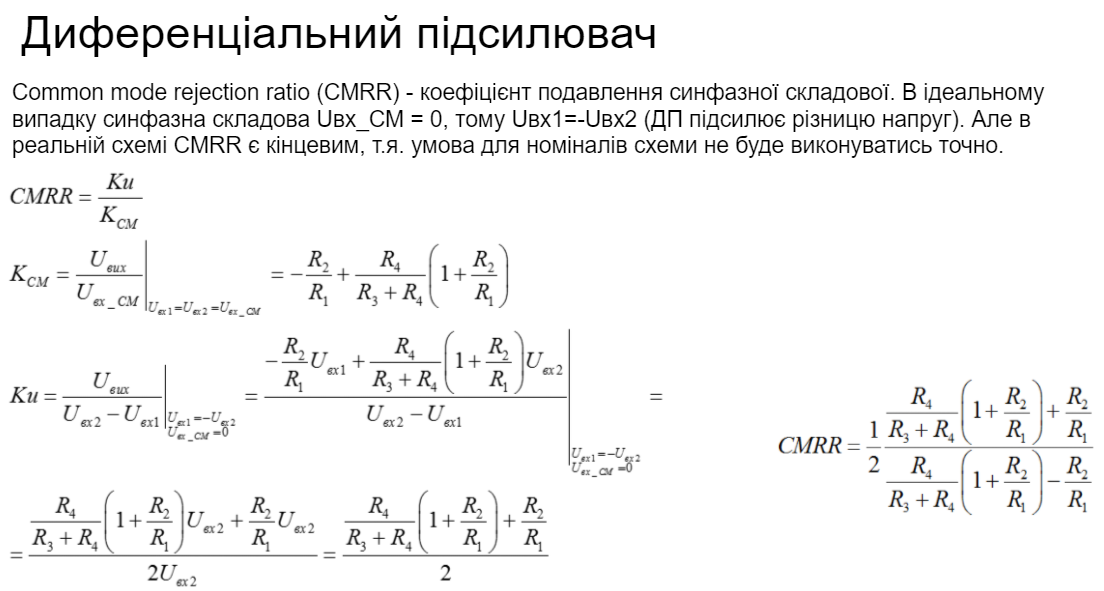 Диференціальний підсилювач
Common mode rejection ratio (CMRR) - коефіцієнт подавлення синфазної складової. В ідеальному
випадку синфазна складова Uвх_СМ = 0, тому Uвх1=-Uвх2 (ДП підсилює різницю напруг). Але в
реальній схемі CMRR є кінцевим, т.я. умова для номіналів схеми не буде виконуватись точно.
CMRR = \frac{Ku}{K_{CM}}
K_{CM} = \frac{U_{вих}}{U_{вх\_CM}} |_{U_{вх1}=U_{вх2}=U_{вх\_CM}} = -\frac{R_2}{R_1} + \frac{R_4}{R_3+R_4} \left(1+\frac{R_2}{R_1}\right)
Ku = \frac{U_{вих}}{U_{вх2}-U_{вх1}} |_{U_{вх1}=-U_{вх2}, U_{вх\_CM}=0} = \frac{-\frac{R_2}{R_1}U_{вх1}+\frac{R_4}{R_3+R_4}\left(1+\frac{R_2}{R_1}\right)U_{вх2}}{U_{вх2}-U_{вх1}} |_{U_{вх1}=-U_{вх2}, U_{вх\_CM}=0} =
= \frac{\frac{R_4}{R_3+R_4}\left(1+\frac{R_2}{R_1}\right)U_{вх2}+\frac{R_2}{R_1}U_{вх2}}{2U_{вх2}} = \frac{\frac{R_4}{R_3+R_4}\left(1+\frac{R_2}{R_1}\right)+\frac{R_2}{R_1}}{2}
CMRR = \frac{1}{2} \frac{\frac{R_4}{R_3+R_4}\left(1+\frac{R_2}{R_1}\right)+\frac{R_2}{R_1}}{\frac{R_4}{R_3+R_4}\left(1+\frac{R_2}{R_1}\right)-\frac{R_2}{R_1}}